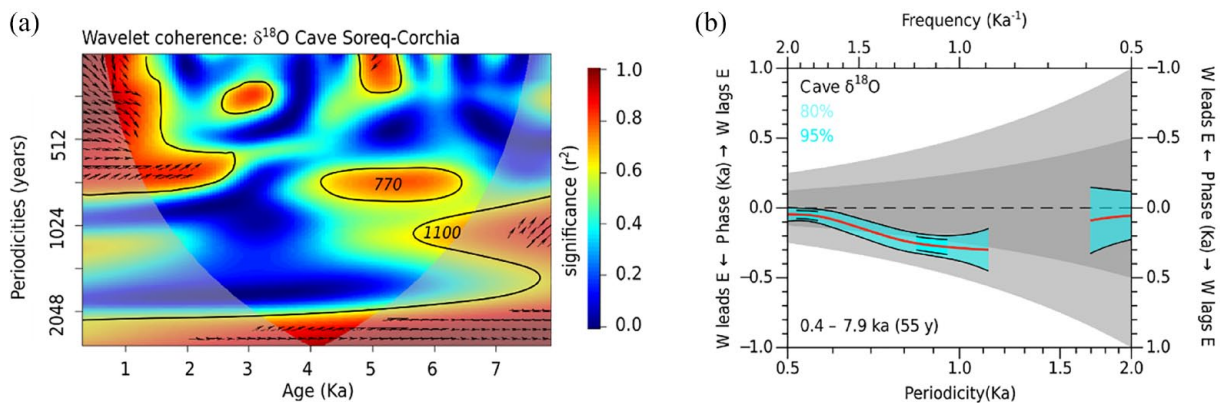 (a)
Wavelet coherence: δ¹⁸O Cave Soreq-Corchia
Periodicities (years)
512
1024
2048
770
1100
1 2 3 4 5 6 7
Age (Ka)
1.0
0.8
0.6
0.4
0.2
0.0
significance (r²)
(b)
Frequency (Ka⁻¹)
2.0 1.5 1.0 0.5
W leads E ← Phase (Ka) → W lags E
1.0
0.5
0.0
−0.5
−1.0
Cave δ¹⁸O
80%
95%
0.4 – 7.9 ka (55 y)
−1.0
−0.5
0.0
0.5
1.0
W leads E ← Phase (Ka) → W lags E
0.5 1.0 1.5 2.0
Periodicity(Ka)